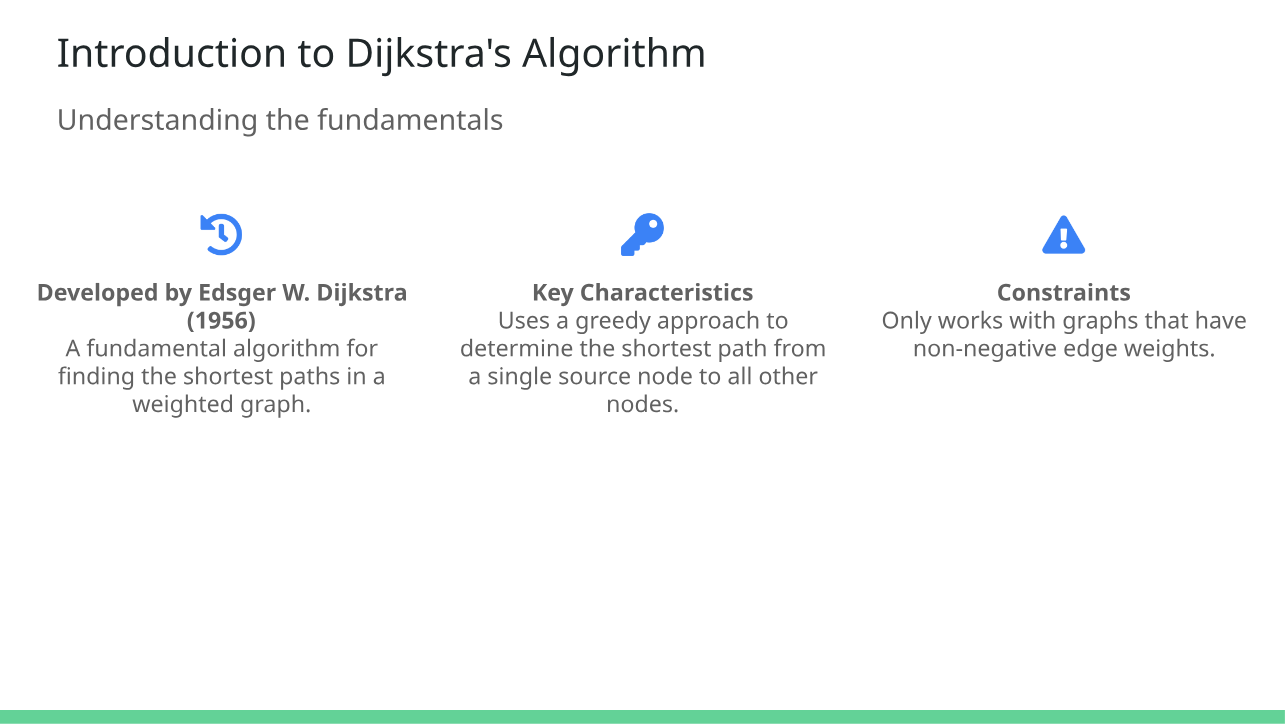 Introduction to Dijkstra's Algorithm
Understanding the fundamentals
Developed by Edsger W. Dijkstra
(1956)
A fundamental algorithm for
finding the shortest paths in a
weighted graph.
Key Characteristics
Uses a greedy approach to
determine the shortest path from
a single source node to all other
nodes.
Constraints
Only works with graphs that have
non-negative edge weights.